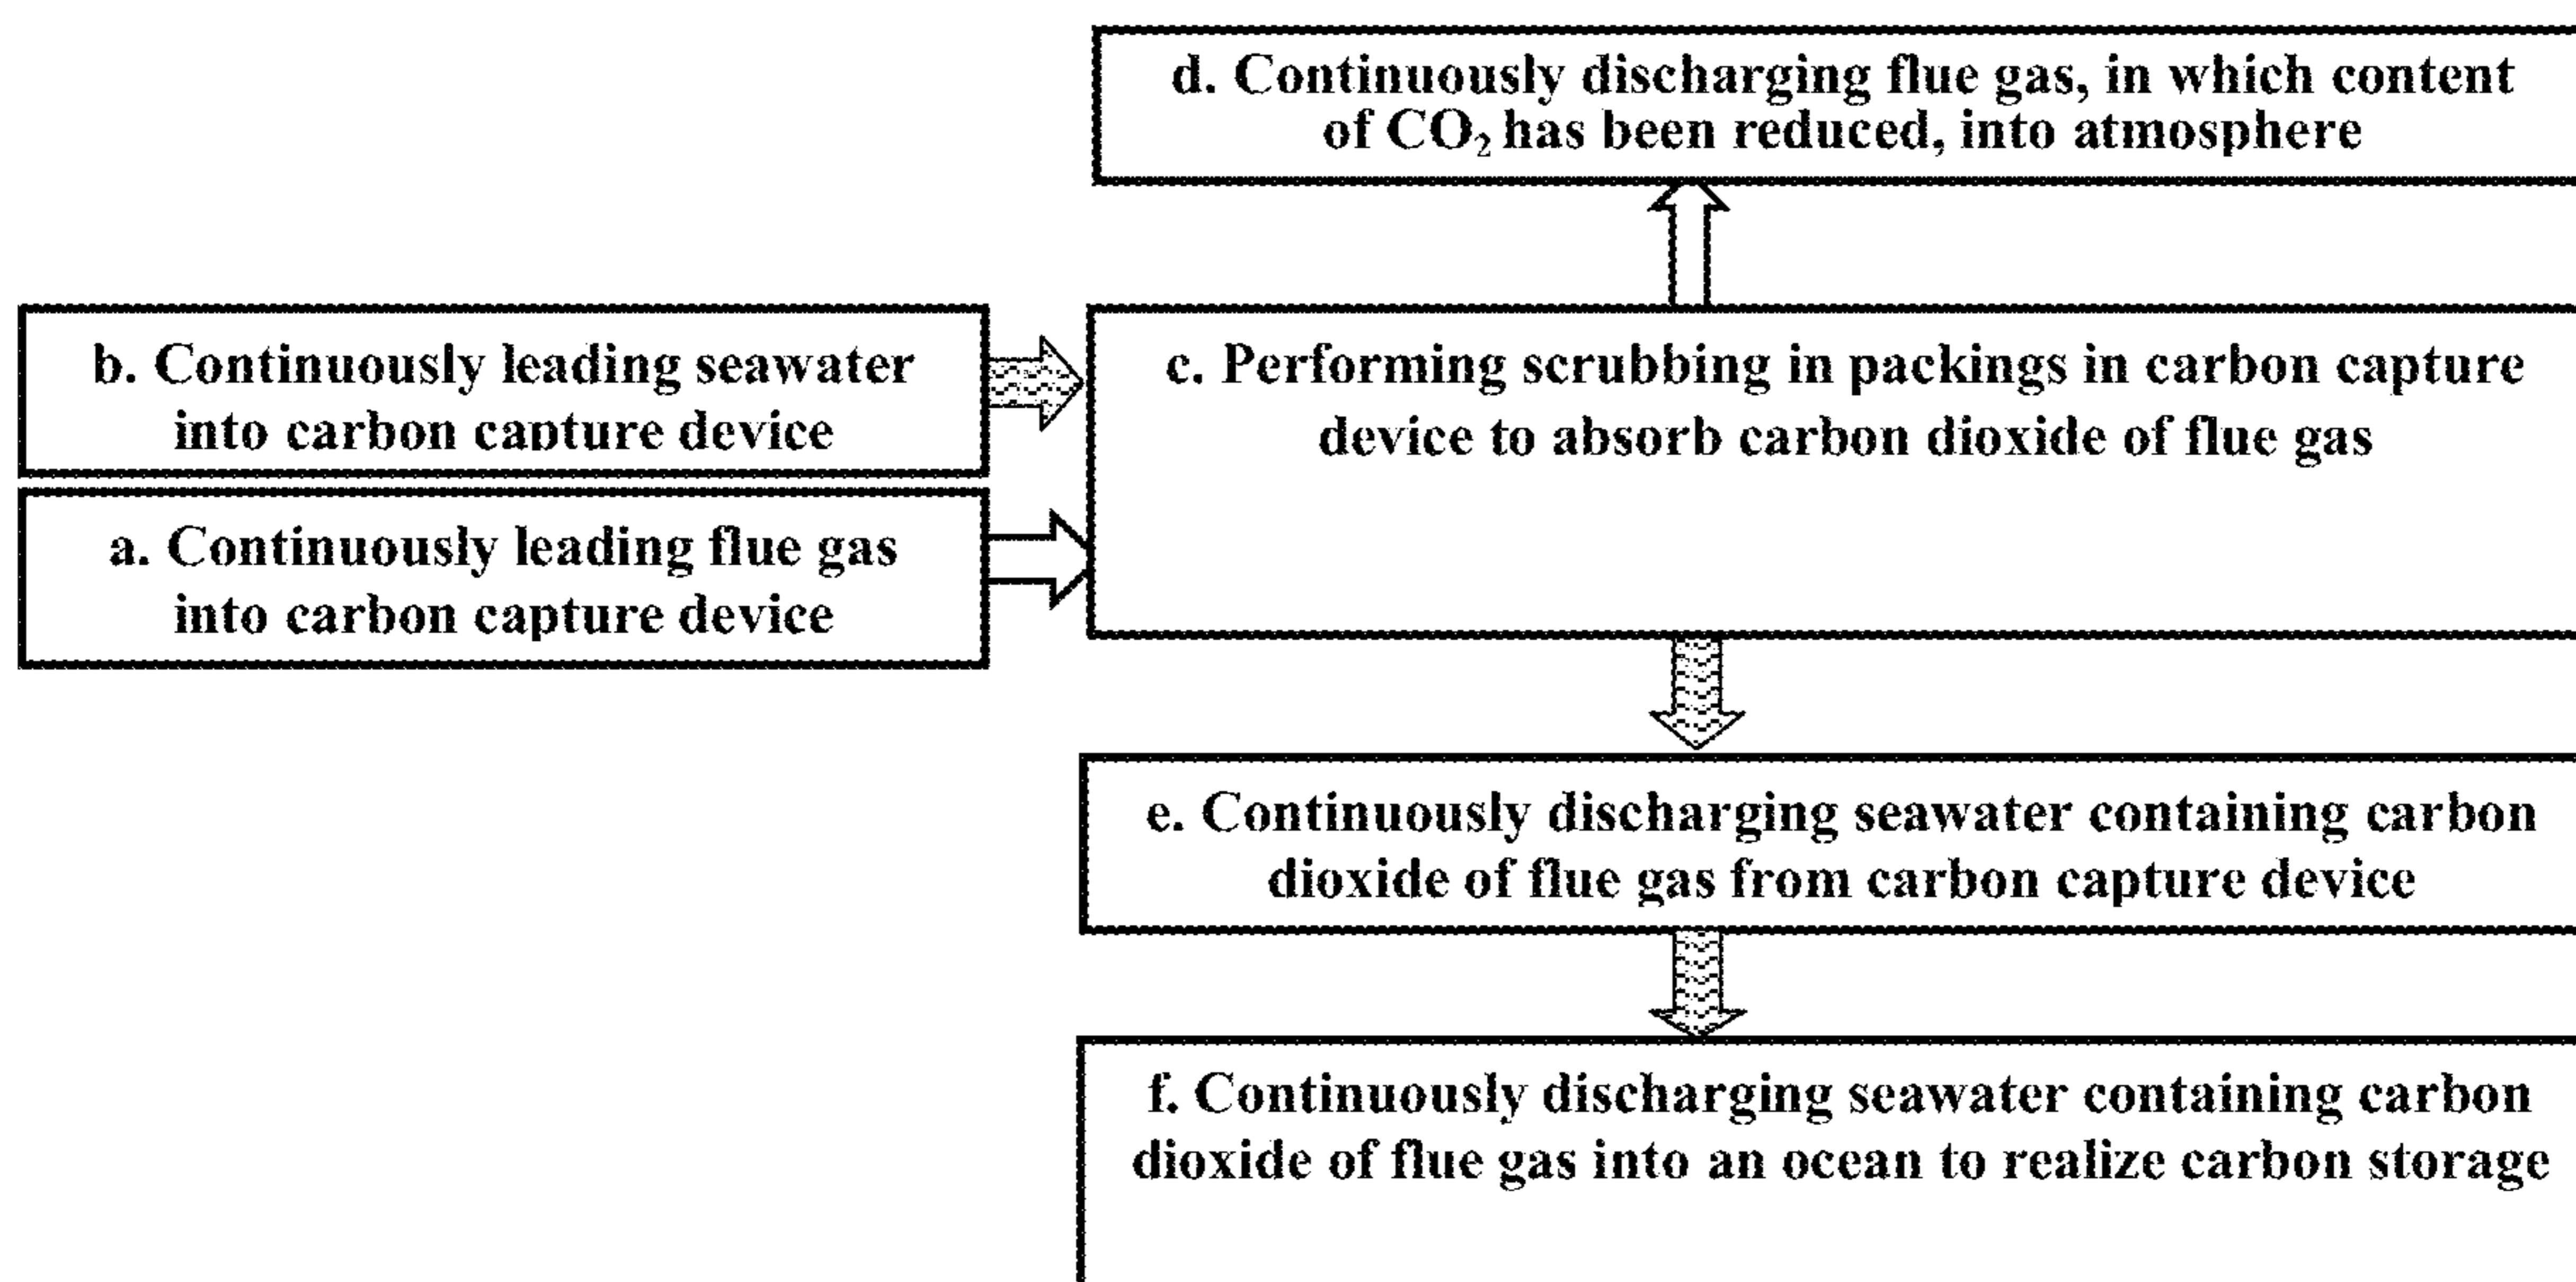 d. Continuously discharging flue gas, in which content
of CO₂ has been reduced, into atmosphere
b. Continuously leading seawater
into carbon capture device
c. Performing scrubbing in packings in carbon capture
device to absorb carbon dioxide of flue gas
a. Continuously leading flue gas
into carbon capture device
e. Continuously discharging seawater containing carbon
dioxide of flue gas from carbon capture device
f. Continuously discharging seawater containing carbon
dioxide of flue gas into an ocean to realize carbon storage